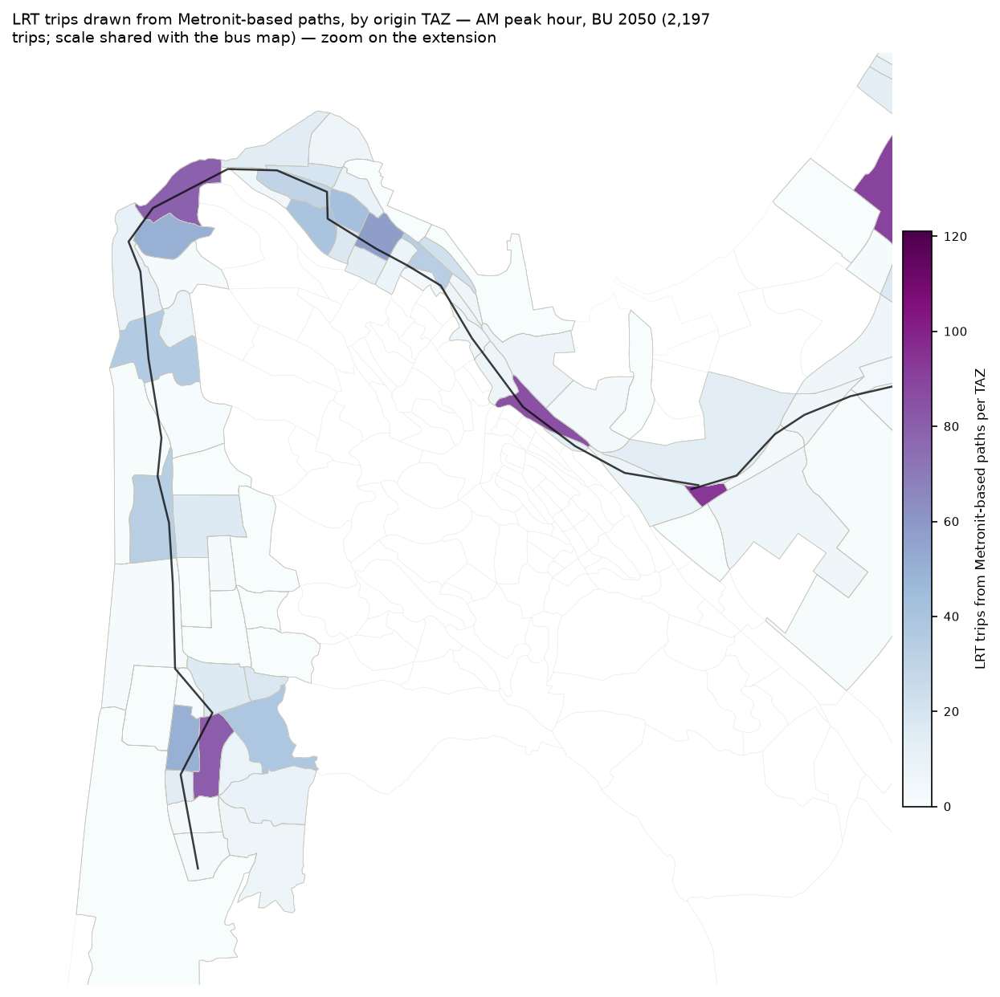 LRT trips drawn from Metronit-based paths, by origin TAZ — AM peak hour, BU 2050 (2,197
trips; scale shared with the bus map) — zoom on the extension
120
100
80
60
40
20
0
LRT trips from Metronit-based paths per TAZ